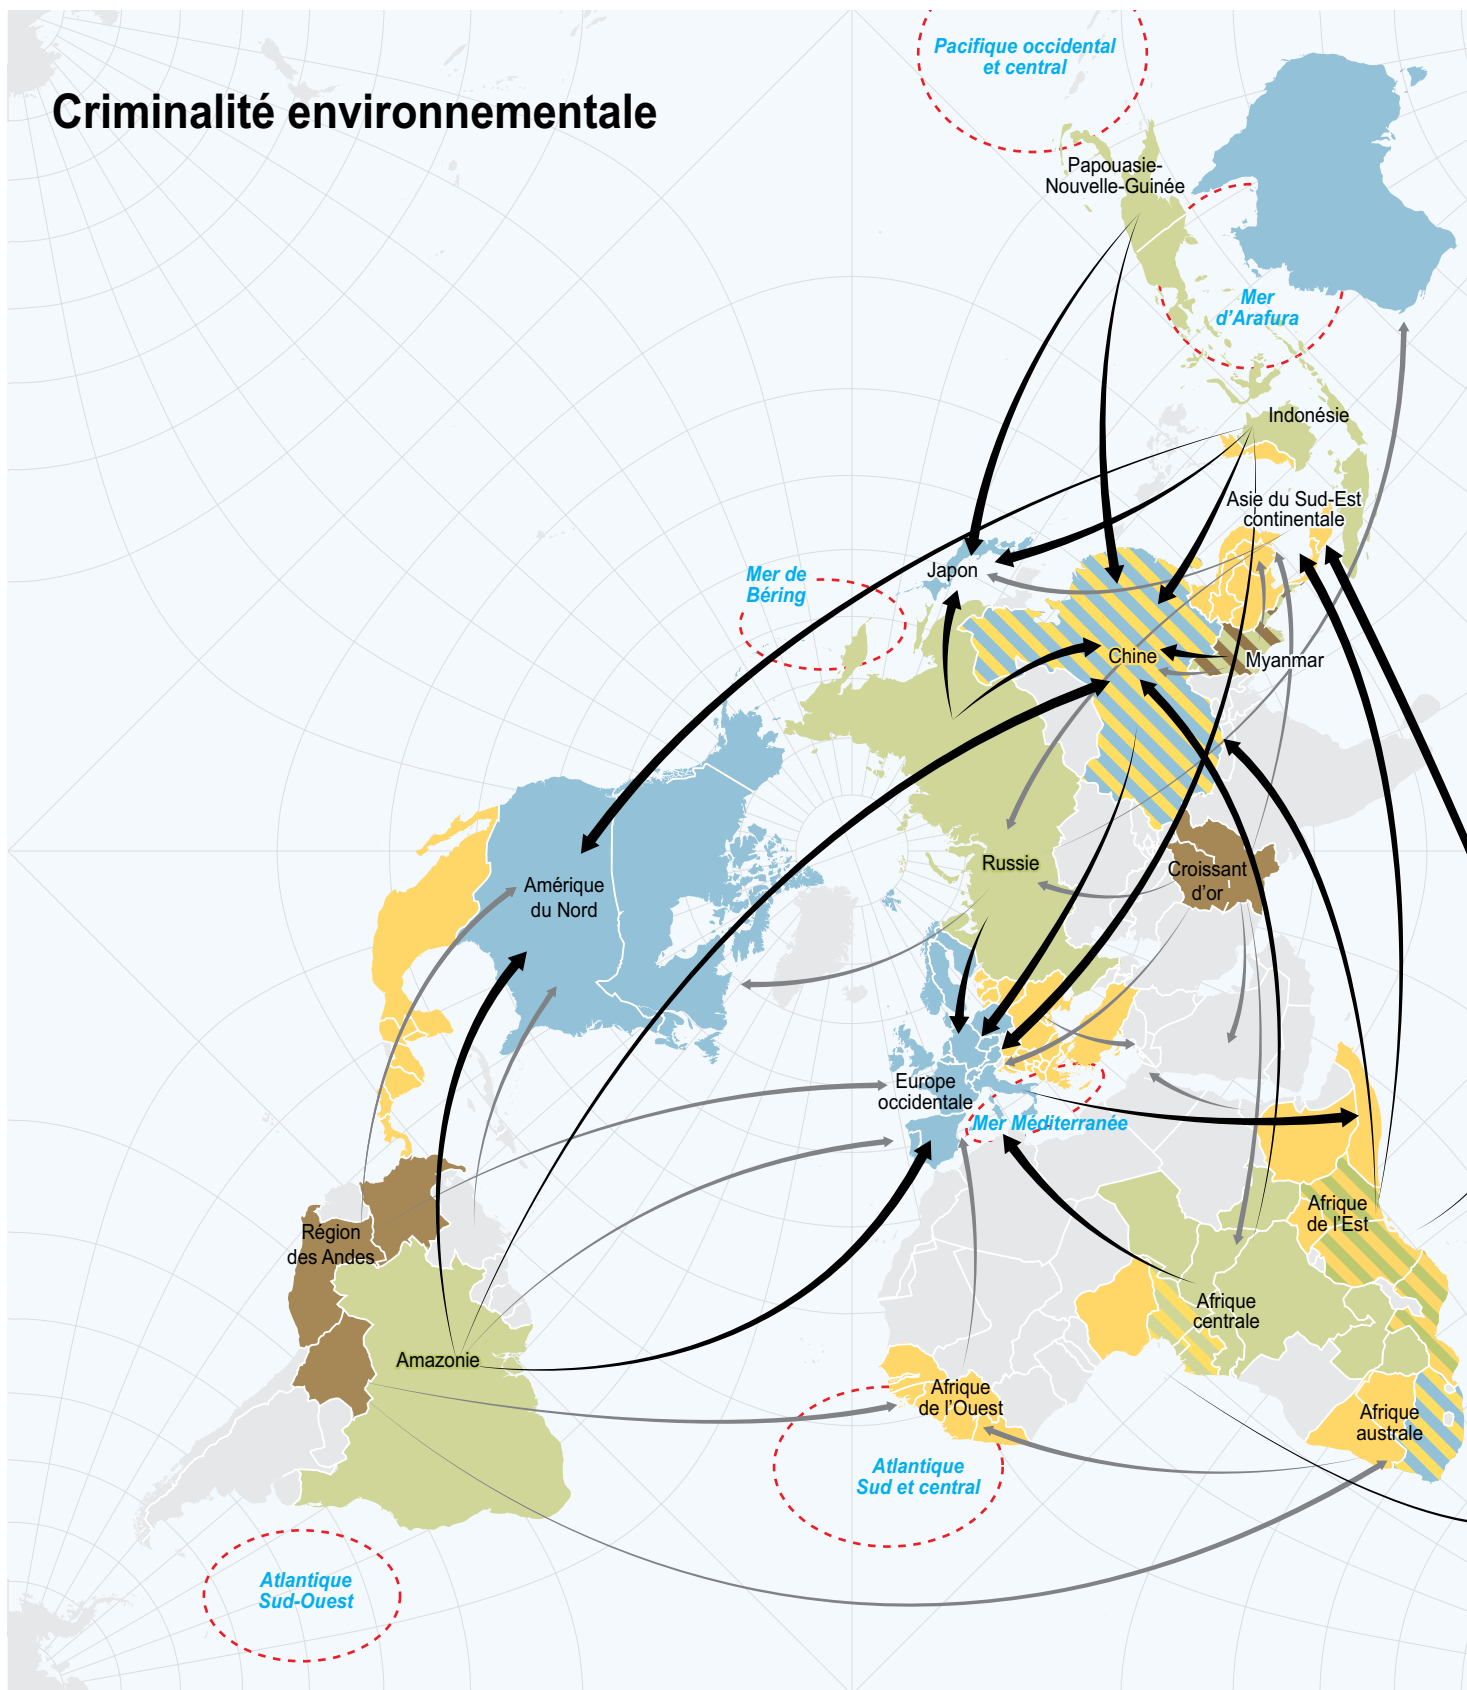 Pacifique occidental
et central
Criminalité environnementale
Papouasie-
Nouvelle-Guinée
Mer
d’Arafura
Indonésie
Asie du Sud-Est
continentale
Japon
Mer de
Béring
Chine
Myanmar
Russie
Croissant
d’or
Amérique
du Nord
Europe
occidentale
Mer Méditerranée
Afrique
de l’Est
Région
des Andes
Afrique
centrale
Amazonie
Afrique
de l’Ouest
Afrique
australe
Atlantique
Sud et central
Atlantique
Sud-Ouest